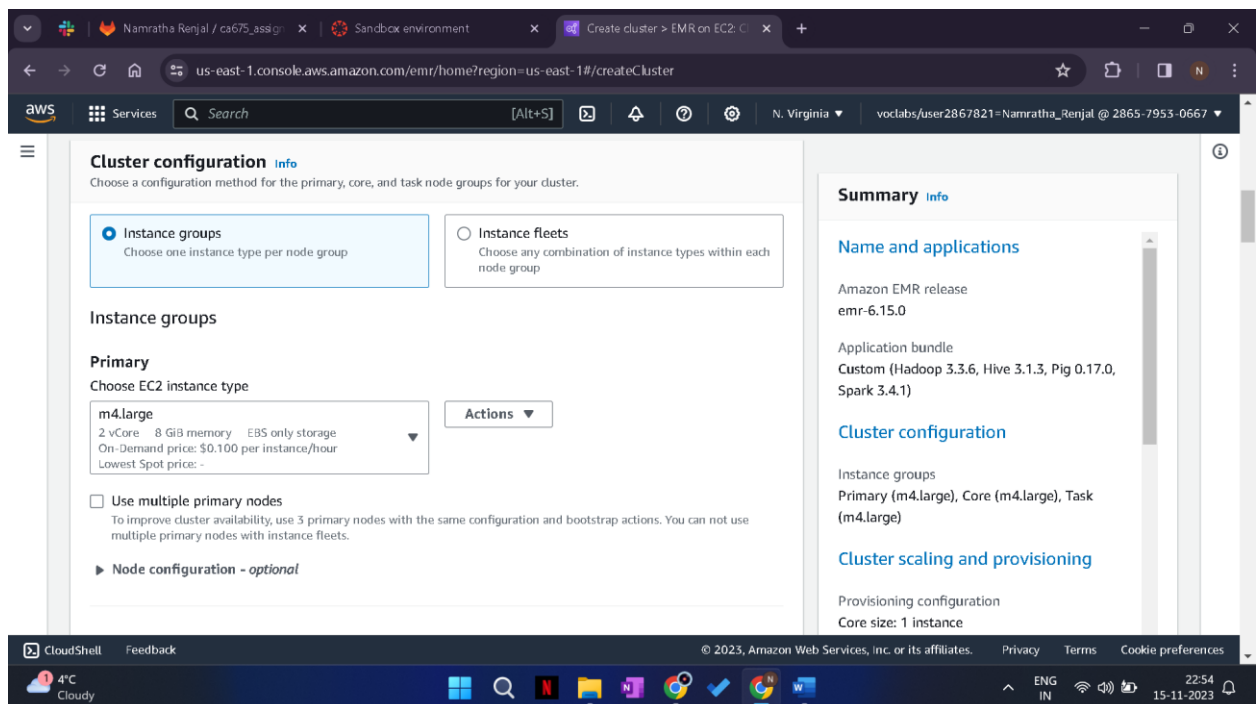 Namratha Renjal / ca675_assign
Sandbox environment
Create cluster > EMR on EC2: C
us-east-1.console.aws.amazon.com/emr/home?region=us-east-1#/createCluster
N
aws
Services
Search
[Alt+S]
N. Virginia
voclabs/user2867821=Namratha_Renjal @ 2865-7953-0667
Cluster configuration Info
Choose a configuration method for the primary, core, and task node groups for your cluster.
Instance groups
Choose one instance type per node group
Instance fleets
Choose any combination of instance types within each
node group
Instance groups
Primary
Choose EC2 instance type
m4.large
2 vCore 8 GiB memory EBS only storage
On-Demand price: $0.100 per instance/hour
Lowest Spot price: -
Actions
Use multiple primary nodes
To improve cluster availability, use 3 primary nodes with the same configuration and bootstrap actions. You can not use
multiple primary nodes with instance fleets.
Node configuration - optional
Summary Info
Name and applications
Amazon EMR release
emr-6.15.0
Application bundle
Custom (Hadoop 3.3.6, Hive 3.1.3, Pig 0.17.0,
Spark 3.4.1)
Cluster configuration
Instance groups
Primary (m4.large), Core (m4.large), Task
(m4.large)
Cluster scaling and provisioning
Provisioning configuration
Core size: 1 instance
CloudShell
Feedback
© 2023, Amazon Web Services, Inc. or its affiliates.
Privacy
Terms
Cookie preferences
1
4°C
Cloudy
N
N
W
ENG
IN
22:54
15-11-2023